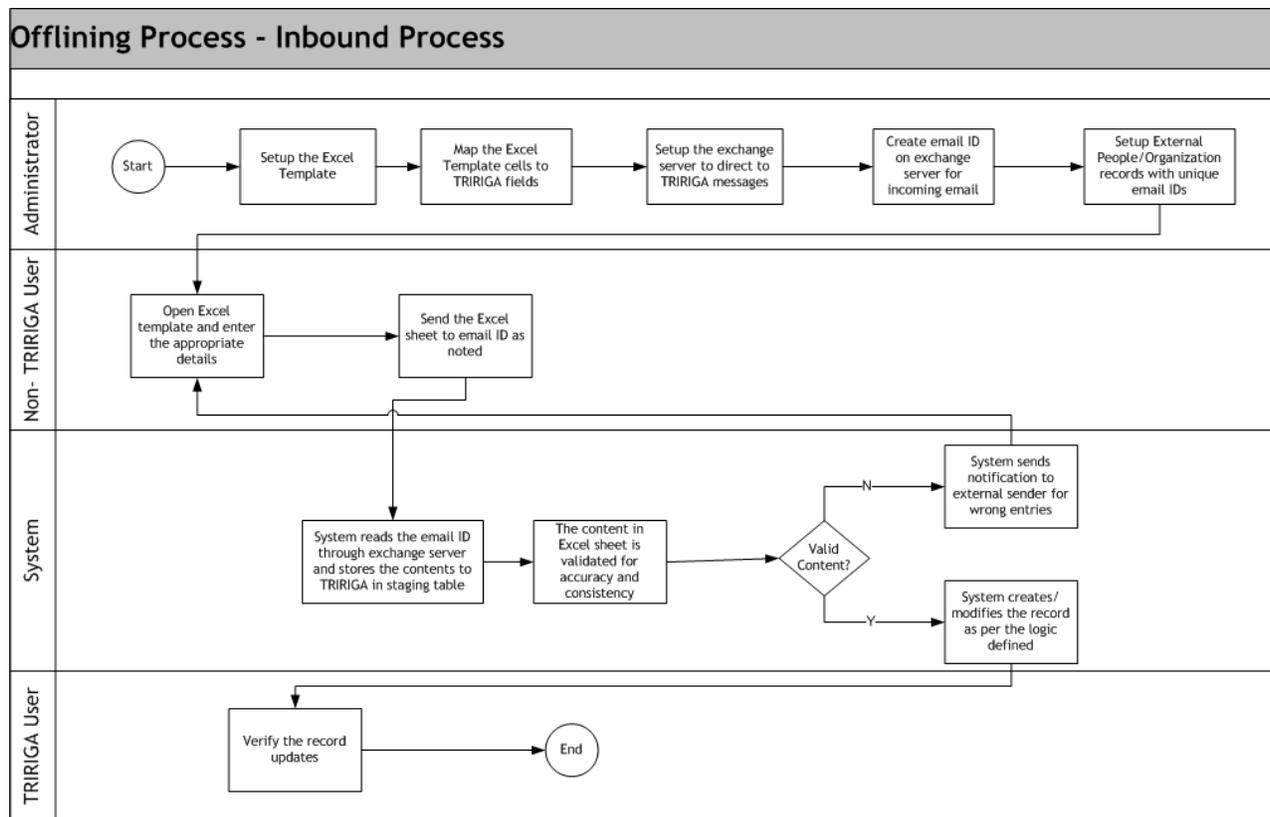 Offlining Process - Inbound Process
Administrator
Start
Setup the Excel
Template
Map the Excel
Template cells to
TRIRIGA fields
Setup the exchange
server to direct to
TRIRIGA messages
Create email ID
on exchange
server for
incoming email
Setup External
People/Organization
records with unique
email IDs
Non- TRIRIGA User
Open Excel
template and enter
the appropriate
details
Send the Excel
sheet to email ID as
noted
System
System reads the email ID
through exchange server
and stores the contents to
TRIRIGA in staging table
The content in
Excel sheet is
validated for
accuracy and
consistency
Valid
Content?
N
System sends
notification to
external sender for
wrong entries
Y
System creates/
modifies the record
as per the logic
defined
TRIRIGA User
Verify the record
updates
End